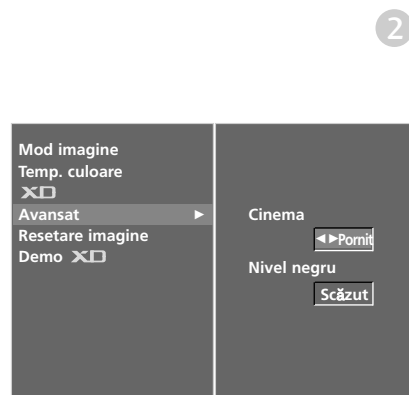 2
Mod imagine
Temp. culoare
XD
Avansat ►
Resetare imagine
Demo XD
Cinema
◄►Pornit
Nivel negru
Scăzut